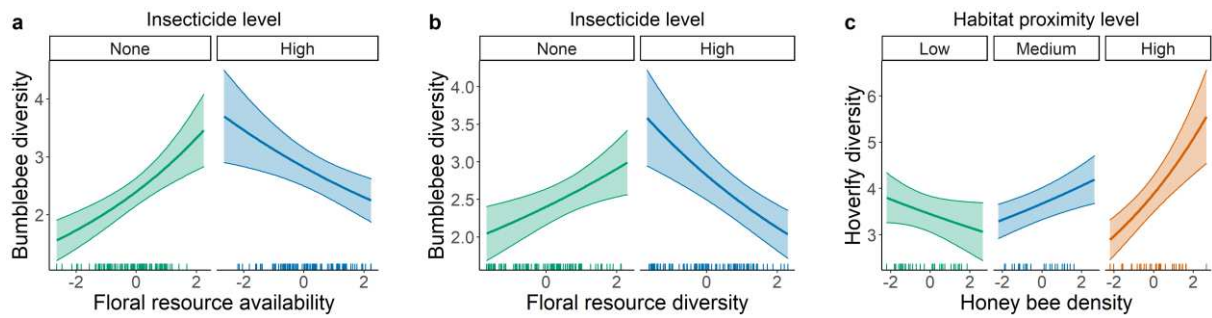 a
Insecticide level
None
High
Bumblebee diversity
4
3
2
-2
0
2
-2
0
2
Floral resource availability
b
Insecticide level
None
High
Bumblebee diversity
4.0
3.5
3.0
2.5
2.0
0
2
0
2
Floral resource diversity
c
Habitat proximity level
Low
Medium
High
Hoverlfy diversity
6
5
4
3
-2
0
2
-2
0
2
-2
0
2
Honey bee density